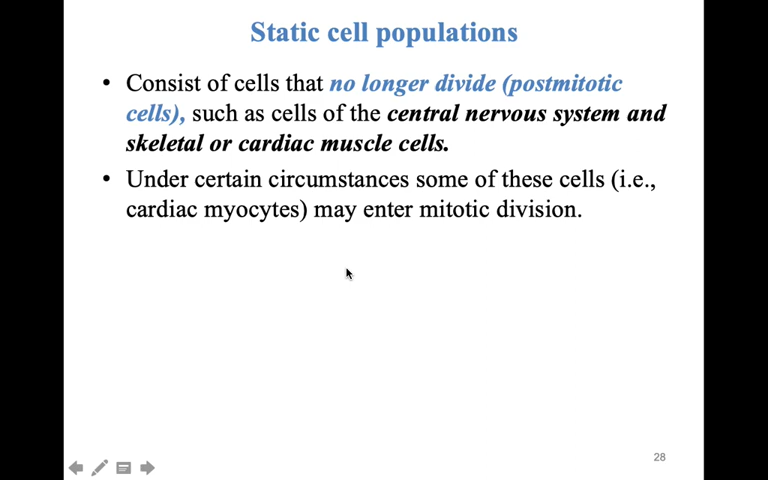 Static cell populations
• Consist of cells that no longer divide (postmitotic
cells), such as cells of the central nervous system and
skeletal or cardiac muscle cells.
• Under certain circumstances some of these cells (i.e.,
cardiac myocytes) may enter mitotic division.
28